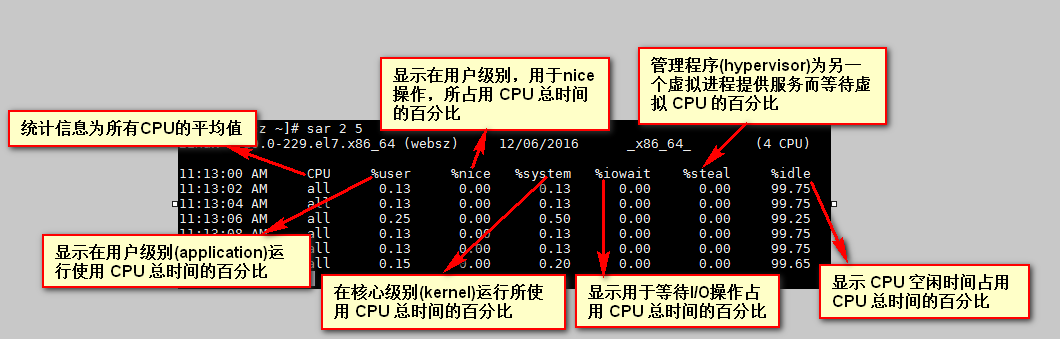 显示在用户级别，用于nice
操作，所占用 CPU 总时间
的百分比
管理程序(hypervisor)为另一
个虚拟进程提供服务而等待虚
拟 CPU 的百分比
统计信息为所有CPU的平均值
z ~]# sar 2 5
.0-229.el7.x86_64 (websz) 12/06/2016 _x86_64_ (4 CPU)
11:13:00 AM CPU %user %nice %system %iowait %steal %idle
11:13:02 AM all 0.13 0.00 0.13 0.00 0.00 99.75
11:13:04 AM all 0.13 0.00 0.13 0.00 0.00 99.75
11:13:06 AM all 0.25 0.00 0.50 0.00 0.00 99.25
11:13:08 AM all 0.13 0.00 0.13 0.00 0.00 99.75
all 0.13 0.00 0.13 0.00 0.00 99.75
all 0.15 0.00 0.20 0.00 0.00 99.65
显示在用户级别(application)运
行使用 CPU 总时间的百分比
在核心级别(kernel)运行所使
用 CPU 总时间的百分比
显示用于等待I/O操作占
用 CPU 总时间的百分比
显示 CPU 空闲时间占用
CPU 总时间的百分比